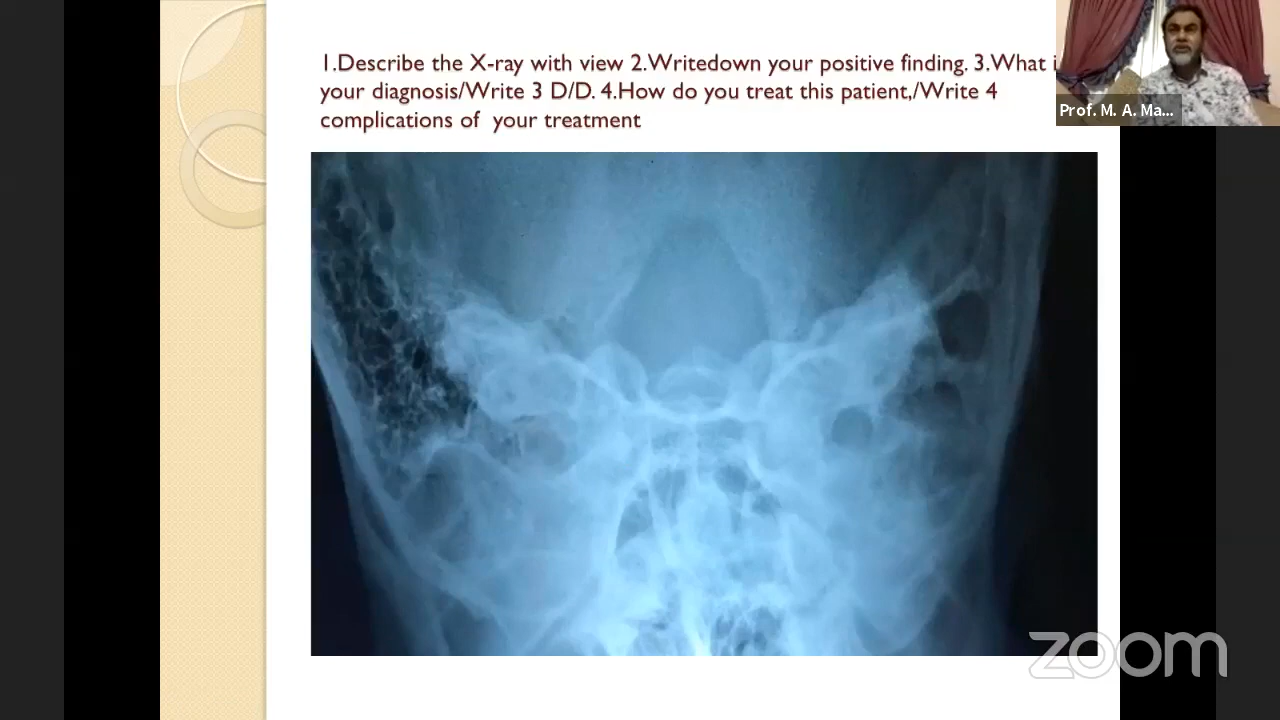 1.Describe the X-ray with view 2.Writedown your positive finding. 3.What
your diagnosis/Write 3 D/D. 4.How do you treat this patient,/Write 4
complications of your treatment
Prof. M. A. Ma...
zoom